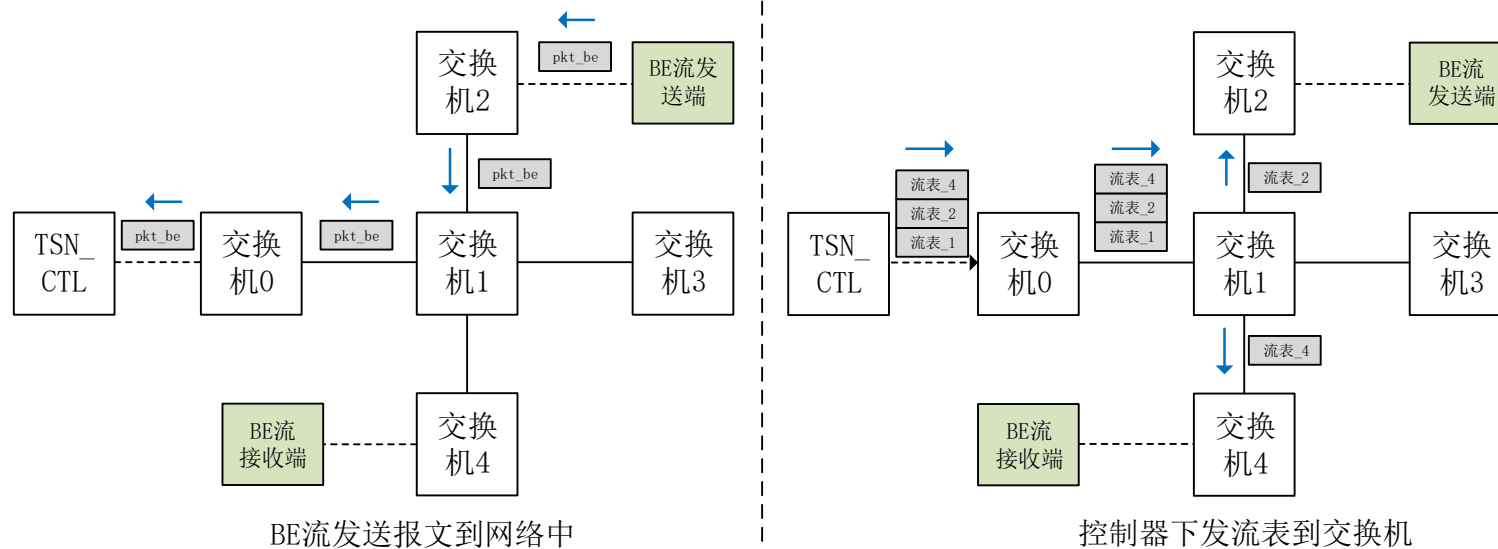 pkt_be
交换
机2
BE流发
送端
pkt_be
TSN_
CTL
pkt_be
交换
机0
pkt_be
交换
机1
交换
机3
BE流
接收端
交换
机4
BE流发送报文到网络中
交换
机2
BE流
发送端
流表_4
流表_2
流表_1
流表_4
流表_2
流表_1
流表_2
TSN_
CTL
交换
机0
交换
机1
交换
机3
流表_4
BE流
接收端
交换
机4
控制器下发流表到交换机